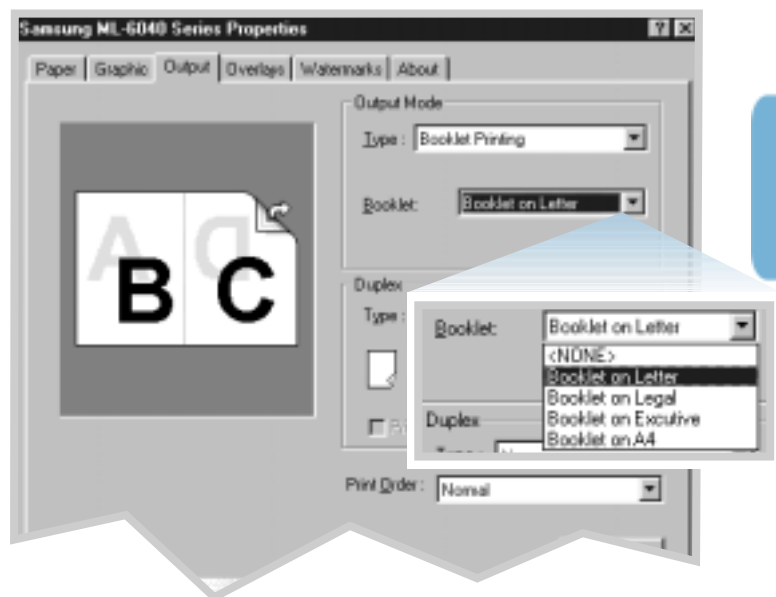 Samsung ML-6040 Series Properties
Paper Graphic Output Overlays Watermarks About
Output Mode
Type : Booklet Printing
Booklet: Booklet on Letter
A D
B C
Duplex
Type :
Booklet: Booklet on Letter
<NONE>
Booklet on Letter
Booklet on Legal
Booklet on Excutive
Booklet on A4
Duplex
Print Order : Normal